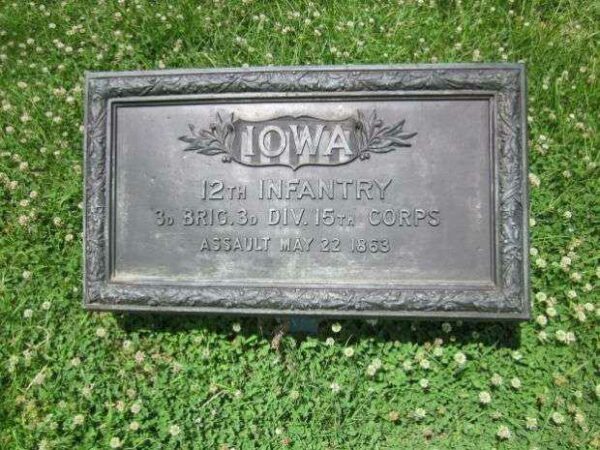 IOWA
12TH INFANTRY
3D BRIG. 3D DIV. 15TH CORPS
ASSAULT MAY 22 1863